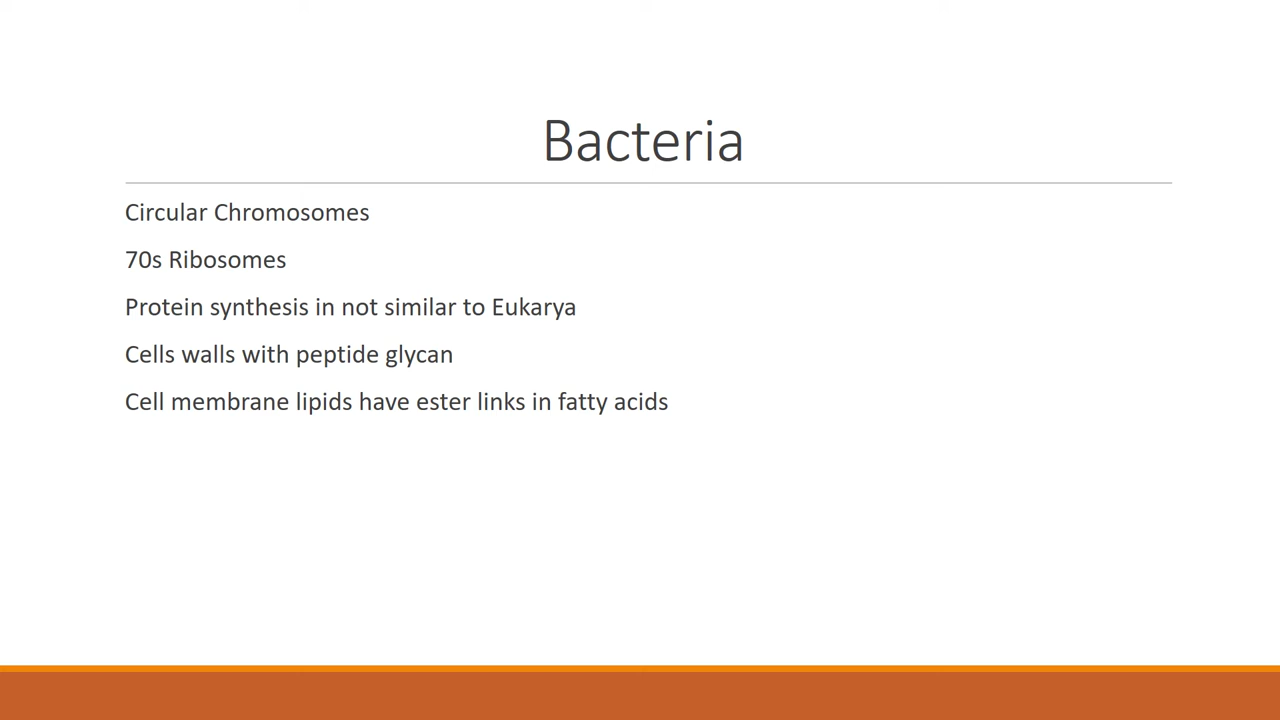 Bacteria
Circular Chromosomes
70s Ribosomes
Protein synthesis in not similar to Eukarya
Cells walls with peptide glycan
Cell membrane lipids have ester links in fatty acids